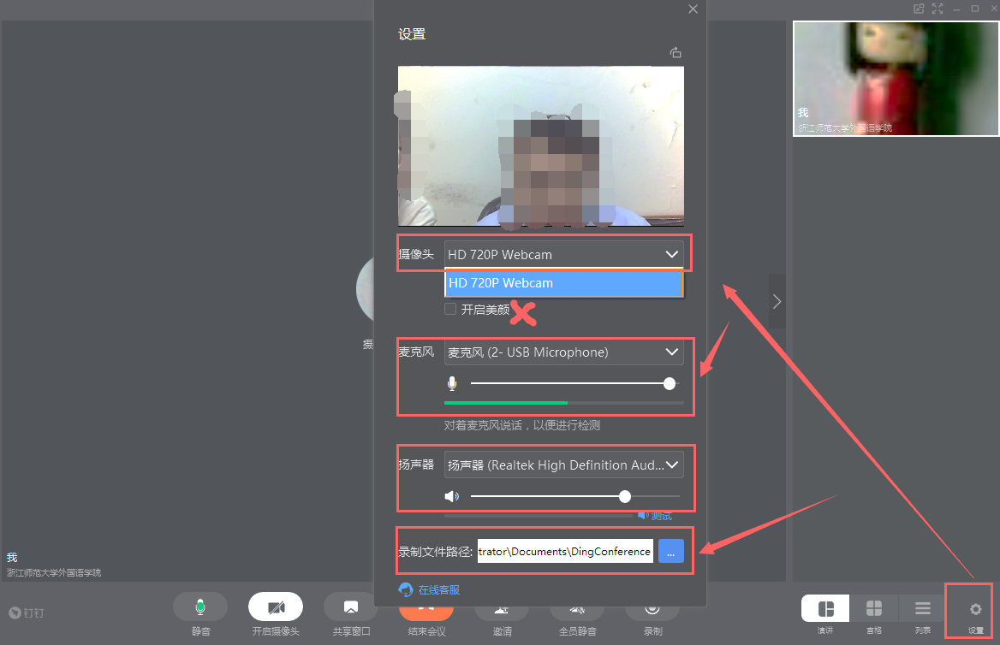 设置
我
浙江师范大学外国语学院
摄像头 HD 720P Webcam
HD 720P Webcam
开启美颜
摄
麦克风 麦克风 (2- USB Microphone)
对着麦克风说话，以便进行检测
扬声器 扬声器 (Realtek High Definition Aud...
测试
录制文件路径: trator\Documents\DingConference ...
我
浙江师范大学外国语学院
在线客服
钉钉
静音 开启摄像头 共享窗口 结束会议 邀请 全员静音 录制 演讲 宫格 列表 设置